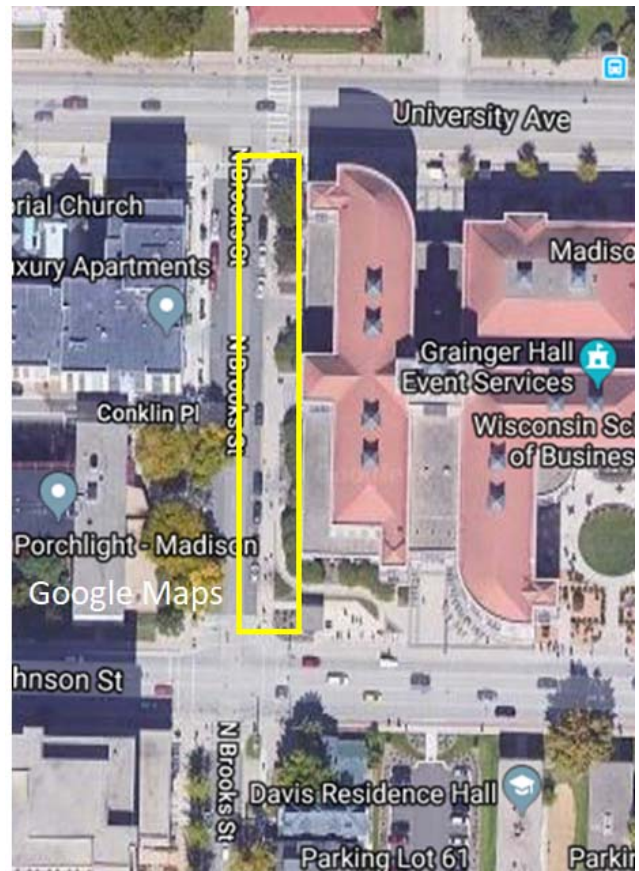 University Ave
N Brooks St
orial Church
Madiso
uxury Apartments
N Brooks St
Grainger Hall
Event Services
Conklin Pl
Wisconsin Scl
of Busines
Porchlight - Madison
Google Maps
hnson St
N Brooks St
Davis Residence Hall
Parking Lot 61
Parkin